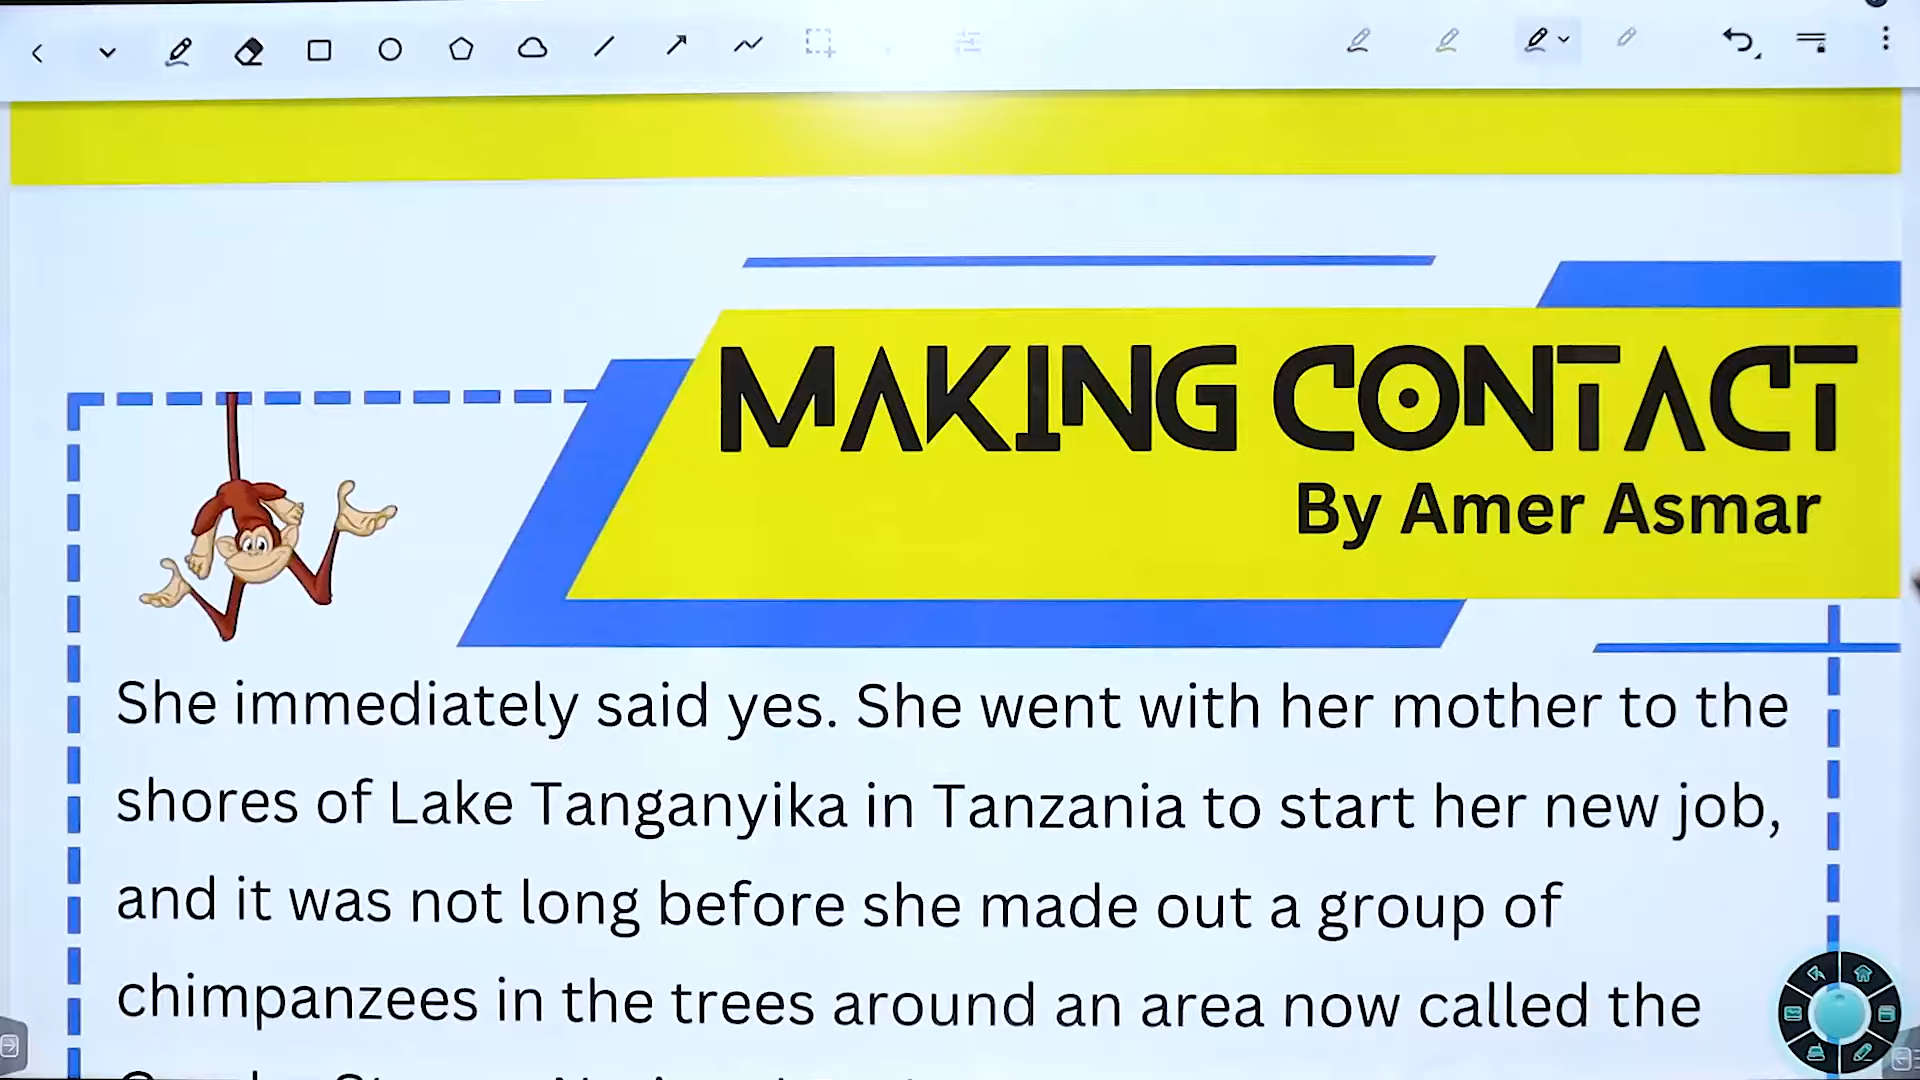 MAKING CONTACT
By Amer Asmar
She immediately said yes. She went with her mother to the
shores of Lake Tanganyika in Tanzania to start her new job,
and it was not long before she made out a group of
chimpanzees in the trees around an area now called the